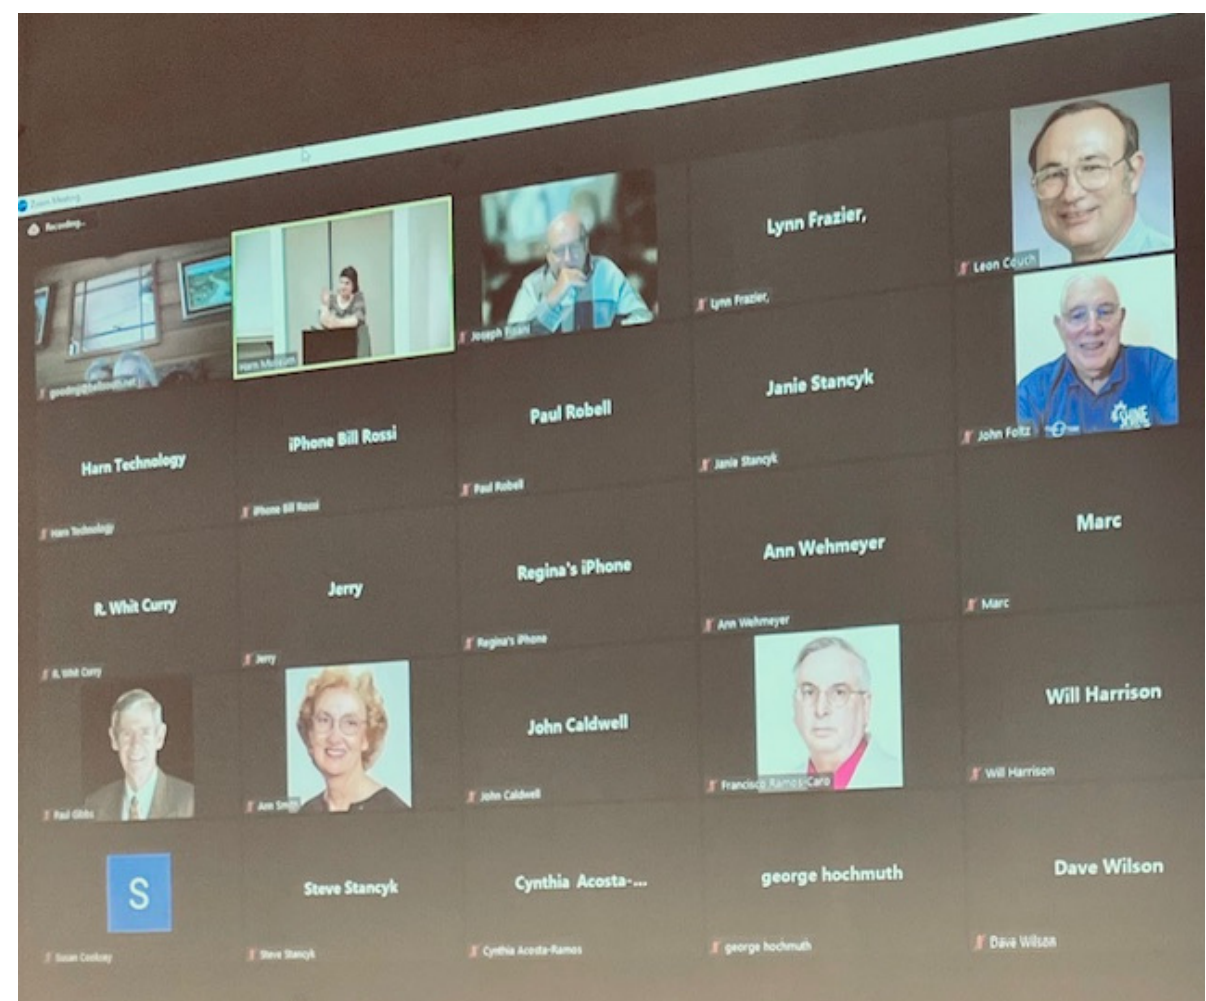 Zoom Meeting
Recording...
goodng@bellsouth.net
Harn Museum
Joseph Pisani
Lynn Frazier,
Lynn Frazier,
Leon Couch
Harn Technology
Harn Technology
iPhone Bill Rossi
iPhone Bill Rossi
Paul Robell
Paul Robell
Janie Stancyk
Janie Stancyk
SHINE
John Foltz
R. Whit Curry
R. Whit Curry
Jerry
Jerry
Regina's iPhone
Regina's iPhone
Ann Wehmeyer
Ann Wehmeyer
Marc
Marc
Paul Gibbs
Ann Smith
John Caldwell
John Caldwell
Francisco Ramos-Caro
Will Harrison
Will Harrison
S
Susan Cooksey
Steve Stancyk
Steve Stancyk
Cynthia Acosta-...
Cynthia Acosta-Ramos
george hochmuth
george hochmuth
Dave Wilson
Dave Wilson